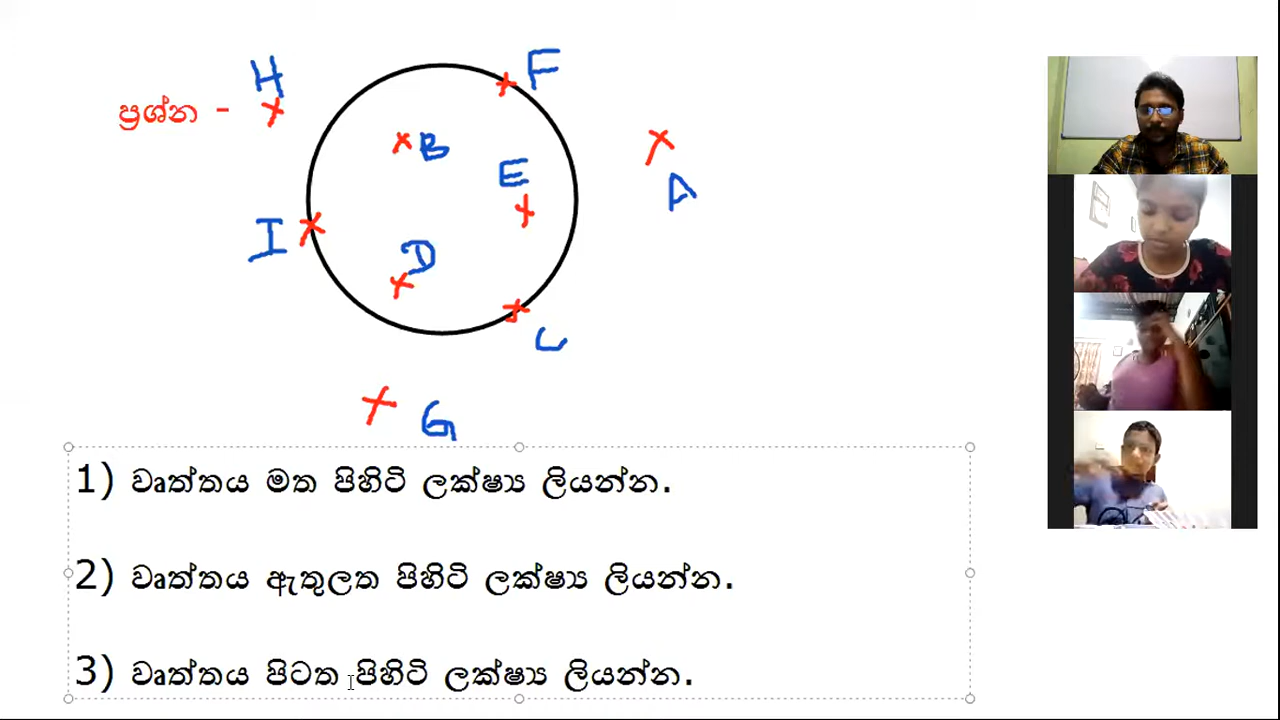 H
F
ප්‍රශ්න -
B
E
A
I
D
C
G
1) වෘත්තය මත පිහිටි ලක්ෂ්‍ය ලියන්න.
2) වෘත්තය ඇතුලත පිහිටි ලක්ෂ්‍ය ලියන්න.
3) වෘත්තය පිටත පිහිටි ලක්ෂ්‍ය ලියන්න.